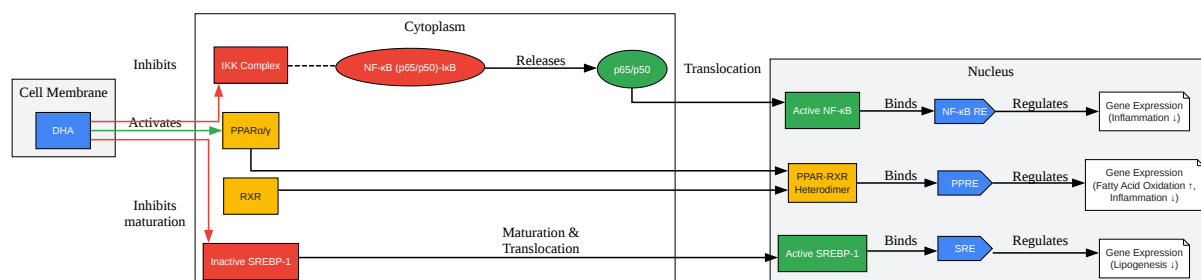 Cytoplasm
Inhibits
IKK Complex
NF-κB (p65/p50)-IκB
Releases
p65/p50
Translocation
Nucleus
Cell Membrane
DHA
Activates
PPARα/γ
Active NF-κB
Binds
NF-κB RE
Regulates
Gene Expression
(Inflammation ↓)
RXR
PPAR-RXR
Heterodimer
Binds
PPRE
Regulates
Gene Expression
(Fatty Acid Oxidation ↑,
Inflammation ↓)
Inhibits
maturation
Inactive SREBP-1
Maturation &
Translocation
Active SREBP-1
Binds
SRE
Regulates
Gene Expression
(Lipogenesis ↓)